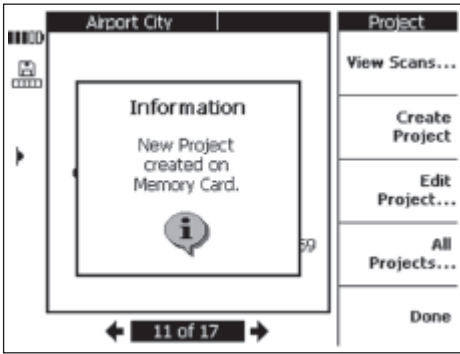 Airport City
Project
View Scans...
Information
New Project
created on
Memory Card.
Create
Project
Edit
Project...
59
All
Projects...
Done
11 of 17